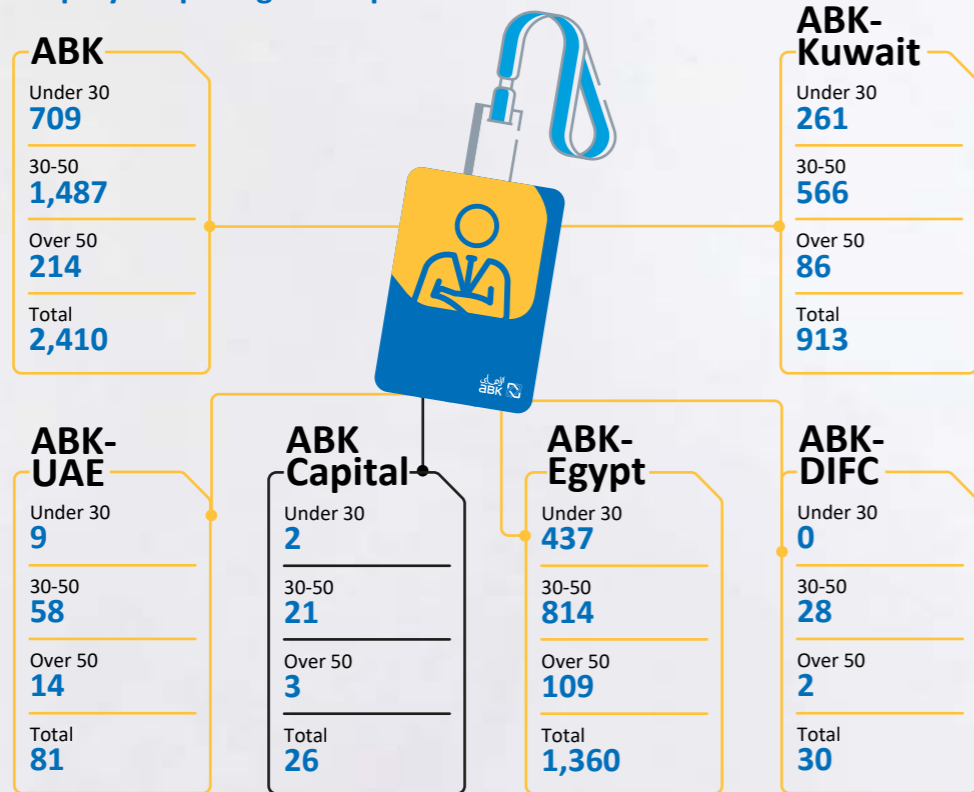 ABK
Under 30
709
30-50
1,487
Over 50
214
Total
2,410
ABK-
Kuwait
Under 30
261
30-50
566
Over 50
86
Total
913
الأهلي
aBK
ABK-
UAE
Under 30
9
30-50
58
Over 50
14
Total
81
ABK
Capital
Under 30
2
30-50
21
Over 50
3
Total
26
ABK-
Egypt
Under 30
437
30-50
814
Over 50
109
Total
1,360
ABK-
DIFC
Under 30
0
30-50
28
Over 50
2
Total
30